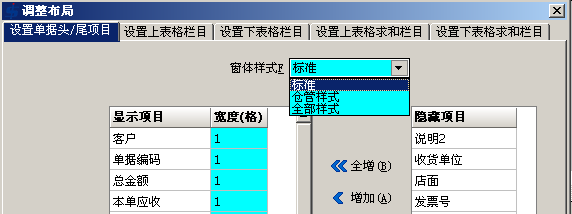 调整布局
设置单据头/尾项目 设置上表格栏目 设置下表格栏目 设置上表格求和栏目 设置下表格求和栏目
窗体样式F 标准
标准
仓管样式
全部样式
显示项目 宽度(格) 隐藏项目
客户 1 说明2
单据编码 1 收货单位
全增(R)
总金额 1 店面
本单应收 1 增加(A) 发票号